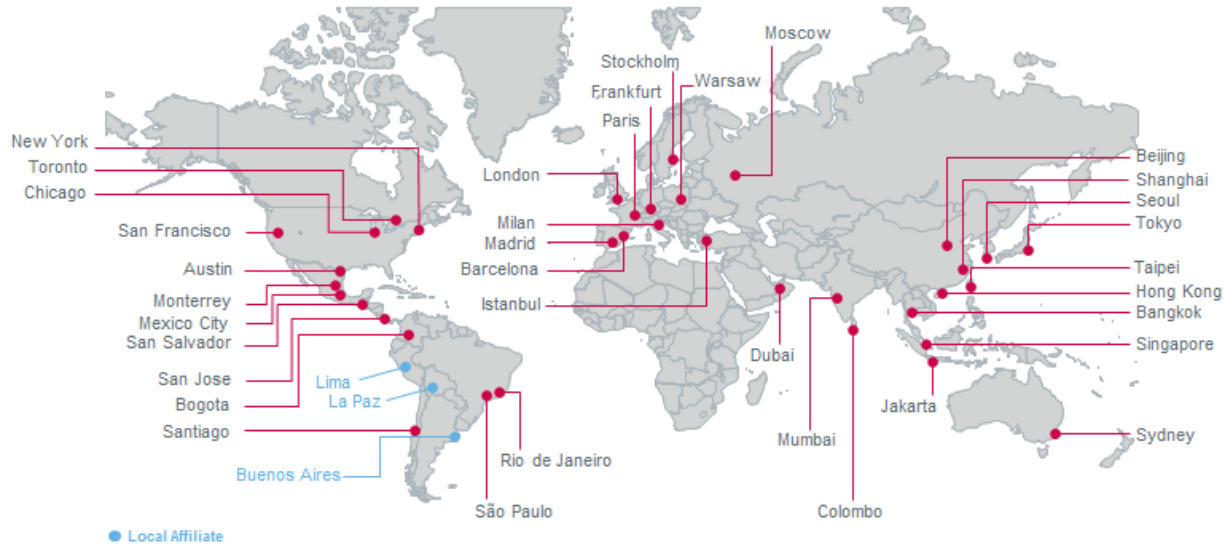 New York
Toronto
Chicago
San Francisco
Austin
Monterrey
Mexico City
San Salvador
San Jose
Bogota
Santiago
Lima
La Paz
Buenos Aires
Rio de Janeiro
São Paulo
Moscow
Stockholm
Warsaw
Frankfurt
Paris
London
Milan
Madrid
Barcelona
Istanbul
Dubai
Mumbai
Colombo
Beijing
Shanghai
Seoul
Tokyo
Taipei
Hong Kong
Bangkok
Singapore
Jakarta
Sydney
Local Affiliate